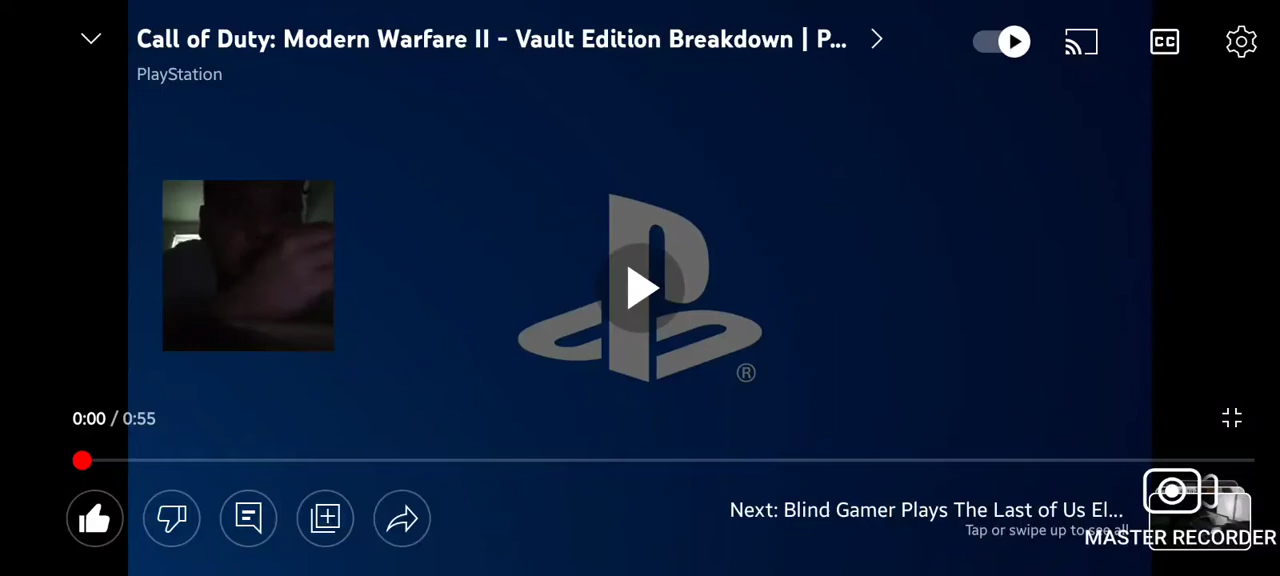 Call of Duty: Modern Warfare II - Vault Edition Breakdown | P...
PlayStation
CC
®
0:00 / 0:55
Next: Blind Gamer Plays The Last of Us El...
Tap or swipe up to see all
MASTER RECORDER